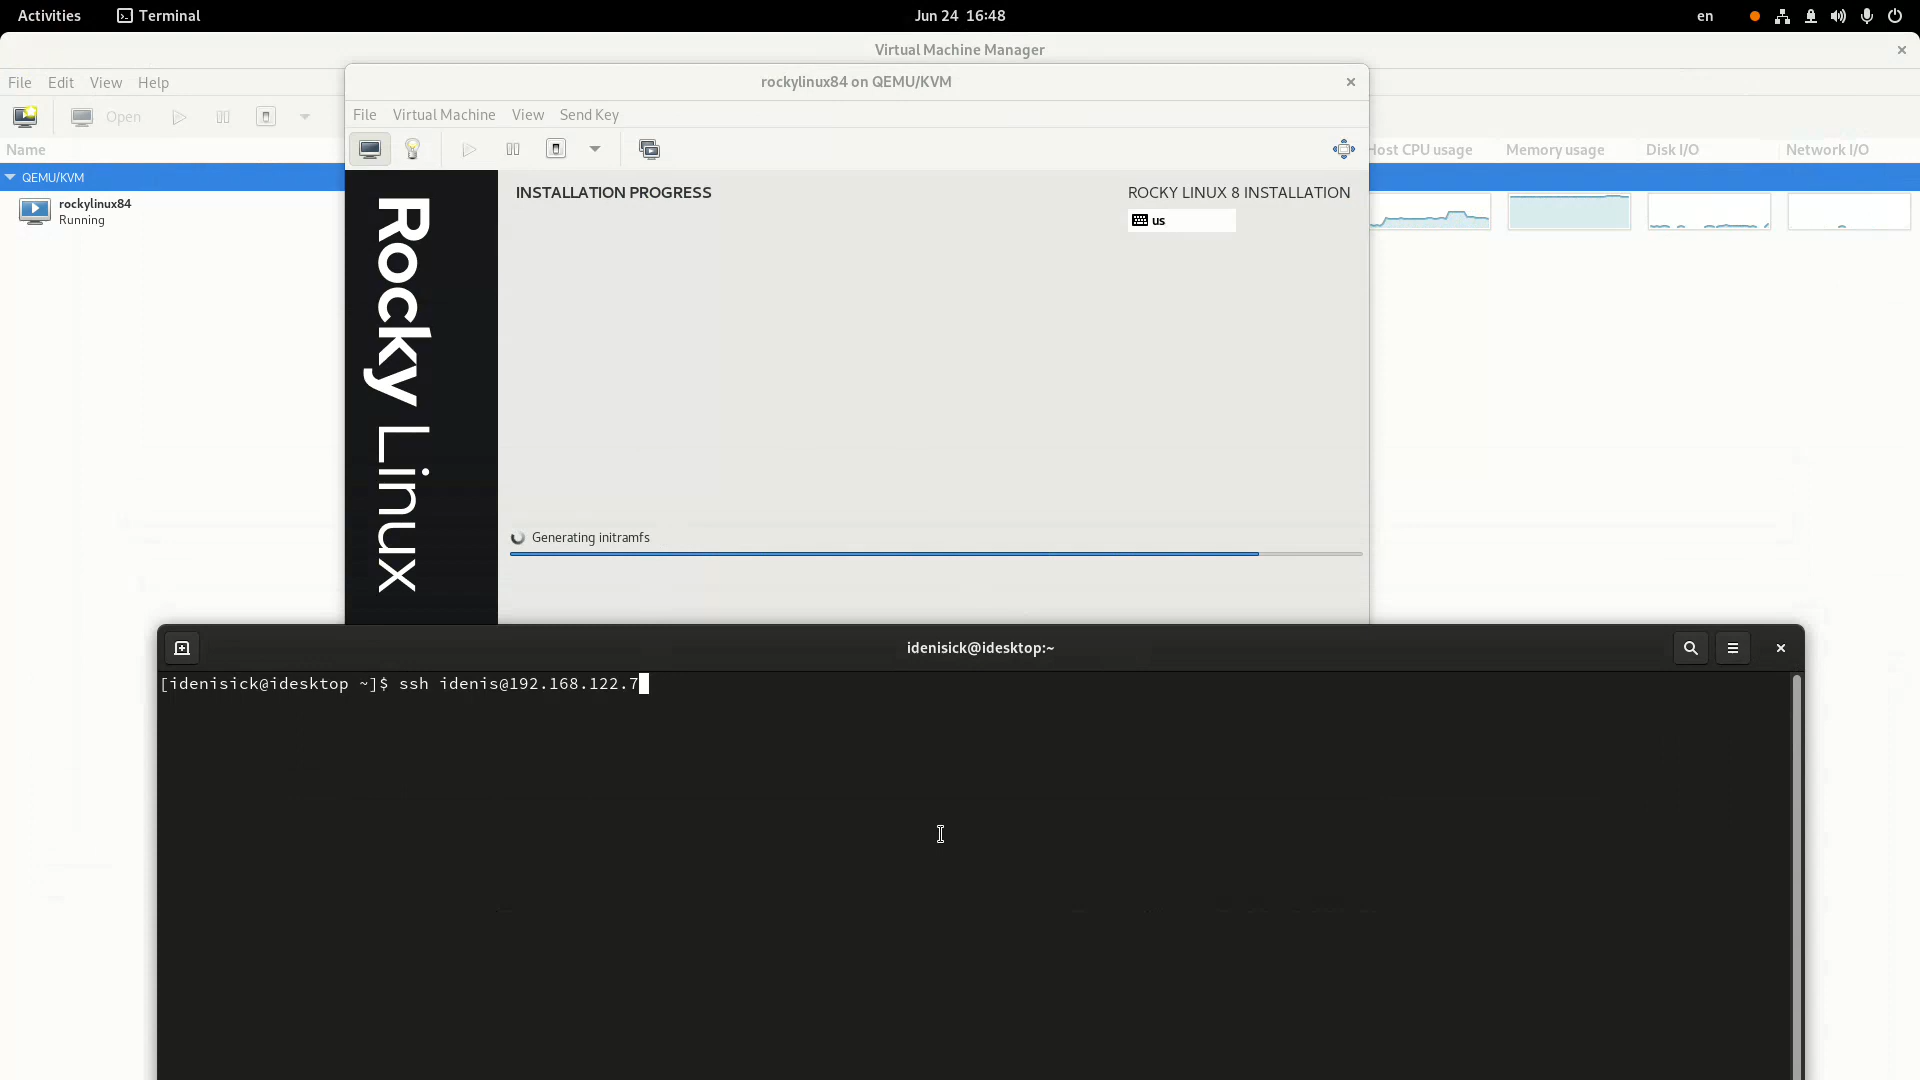 Activities Terminal Jun 24 16:48 en
Virtual Machine Manager
File Edit View Help
Open
Name Host CPU usage Memory usage Disk I/O Network I/O
QEMU/KVM
rockylinux84
Running
rockylinux84 on QEMU/KVM
File Virtual Machine View Send Key
Rocky Linux
INSTALLATION PROGRESS
ROCKY LINUX 8 INSTALLATION
us
Generating initramfs
idenisick@idesktop:~
[idenisick@idesktop ~]$ ssh idenis@192.168.122.7